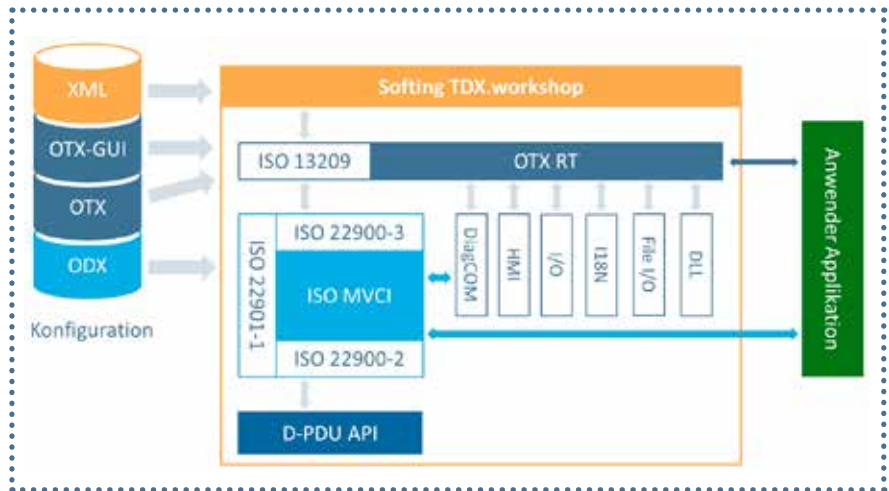 XML
OTX-GUI
OTX
ODX
Konfiguration
Softing TDX.workshop
ISO 13209
OTX RT
ISO 22901-1
ISO 22900-3
ISO MVCI
ISO 22900-2
D-PDU API
DiagCOM
HMI
I/O
I18N
File I/O
DLL
Anwender Applikation